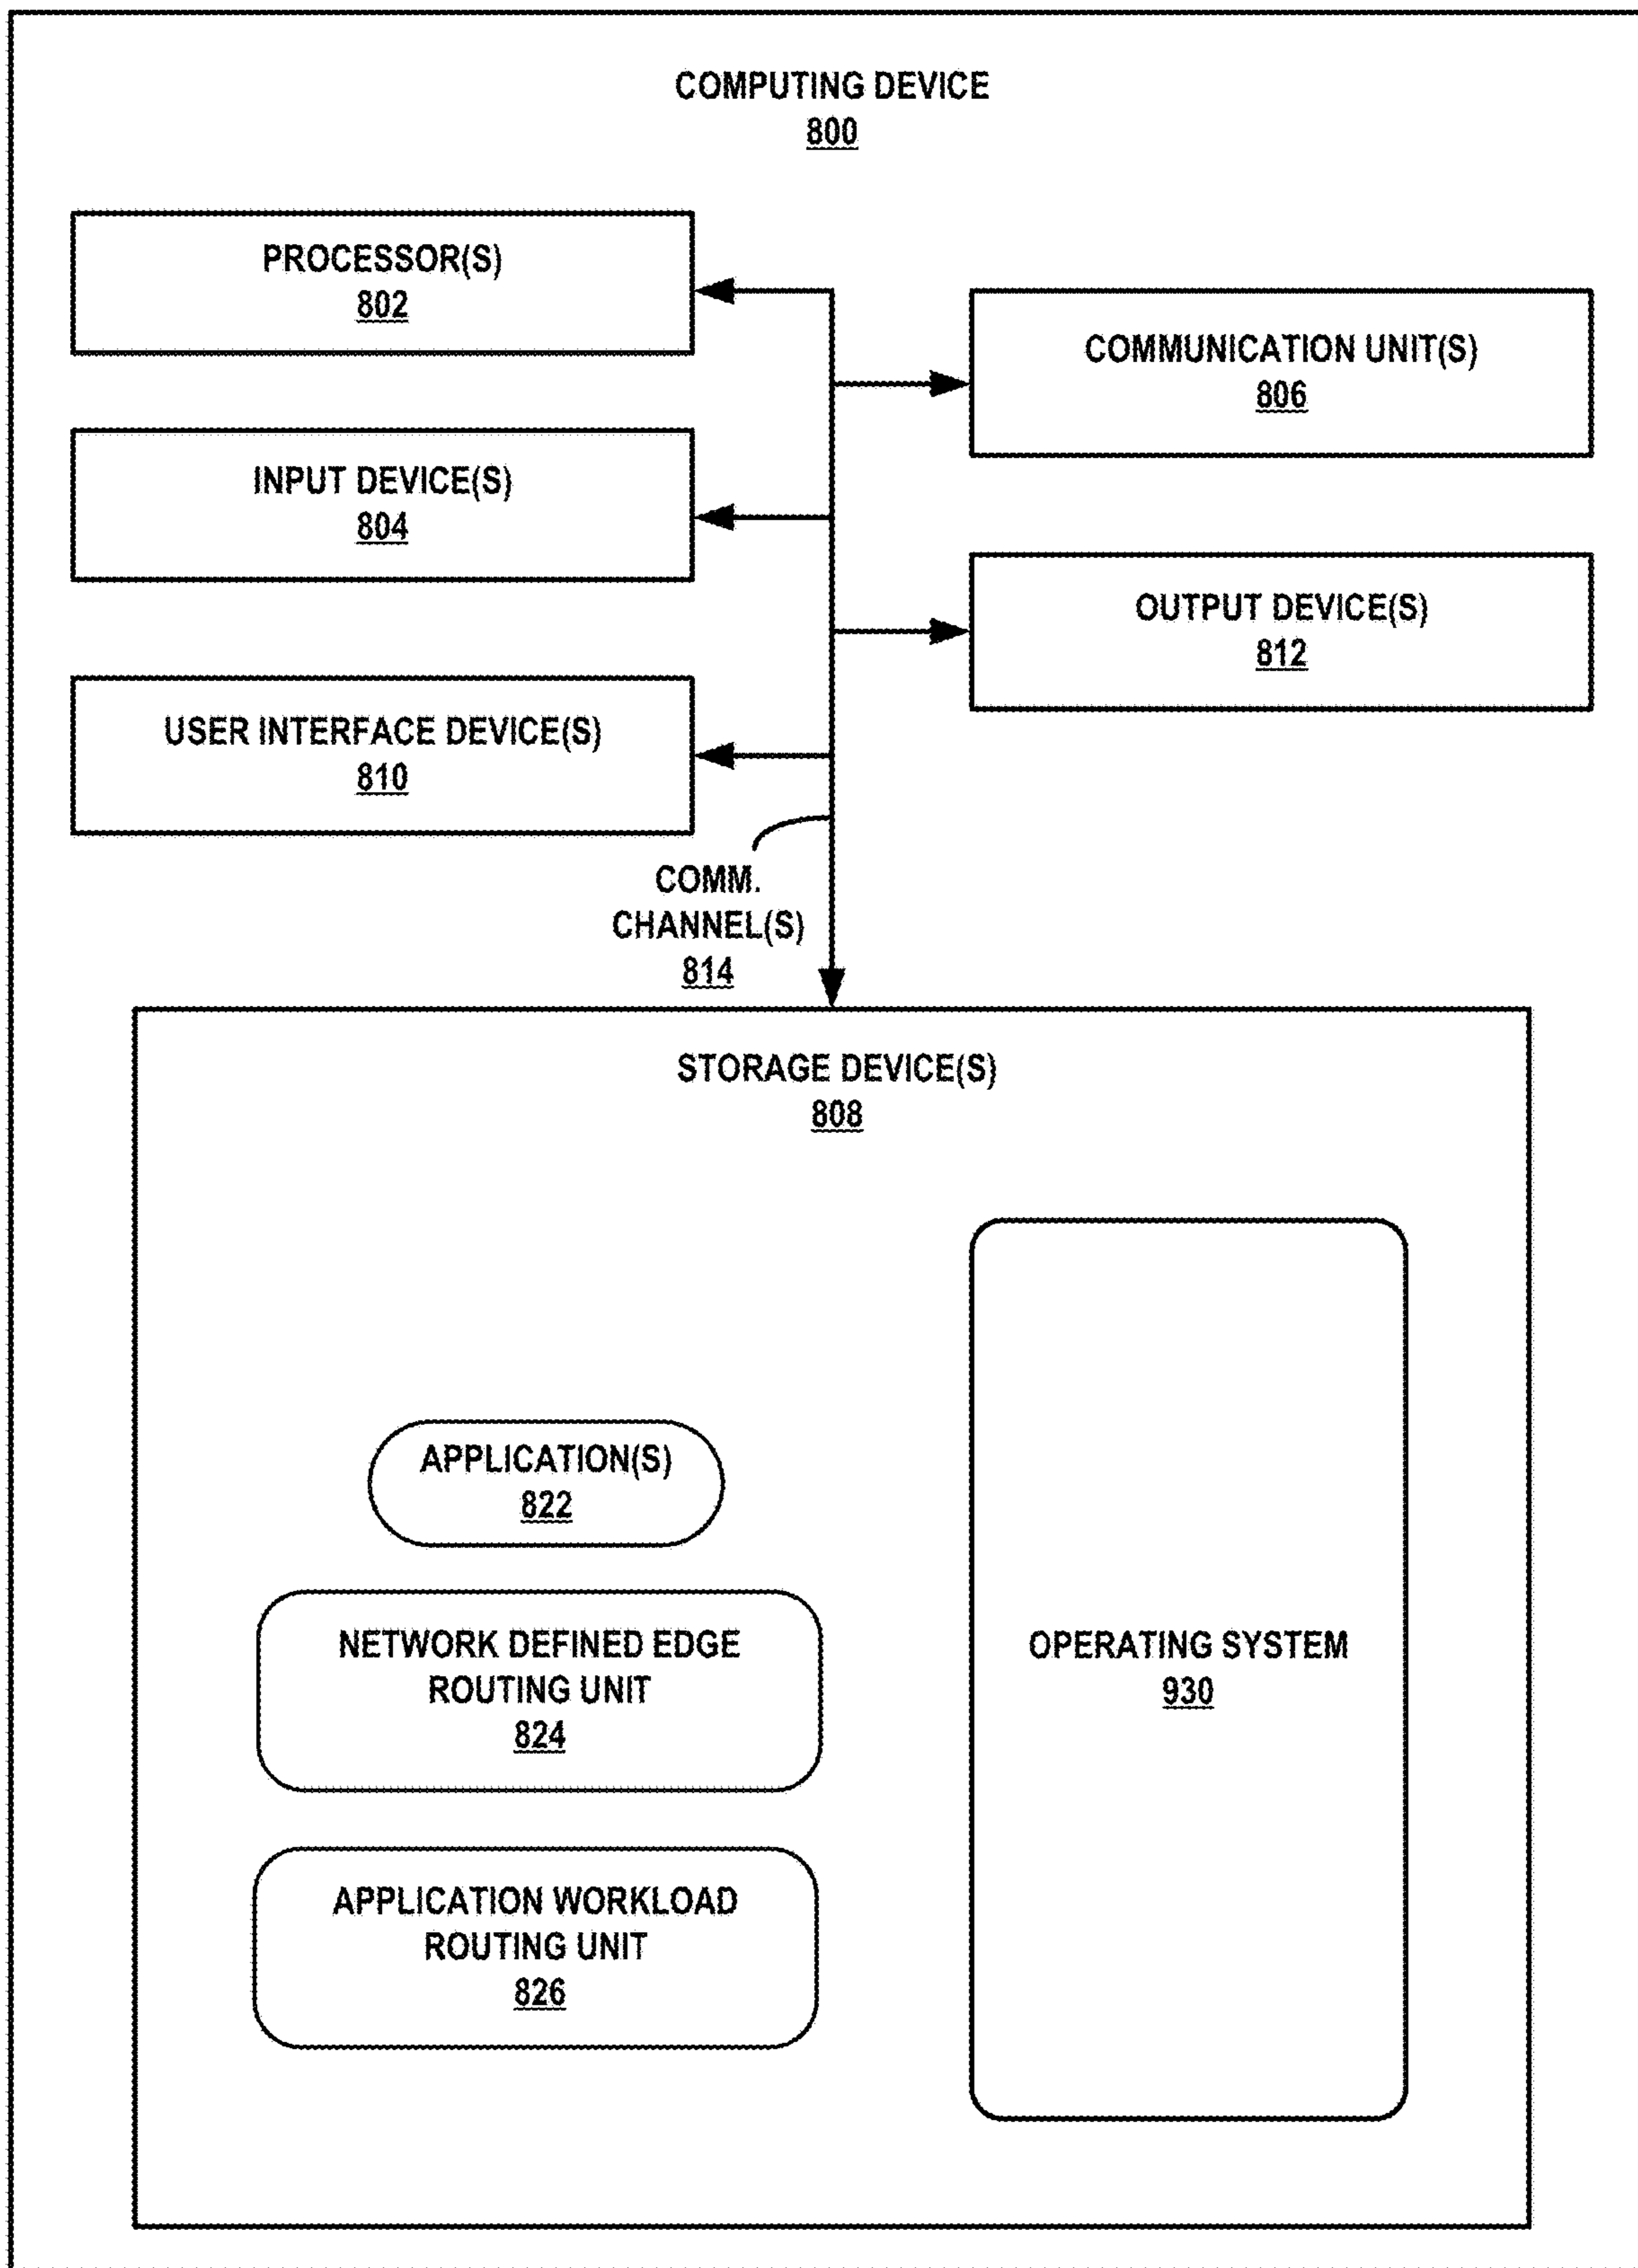 COMPUTING DEVICE
800
PROCESSOR(S)
802
COMMUNICATION UNIT(S)
806
INPUT DEVICE(S)
804
OUTPUT DEVICE(S)
812
USER INTERFACE DEVICE(S)
810
COMM.
CHANNEL(S)
814
STORAGE DEVICE(S)
808
APPLICATION(S)
822
NETWORK DEFINED EDGE
ROUTING UNIT
824
APPLICATION WORKLOAD
ROUTING UNIT
826
OPERATING SYSTEM
930